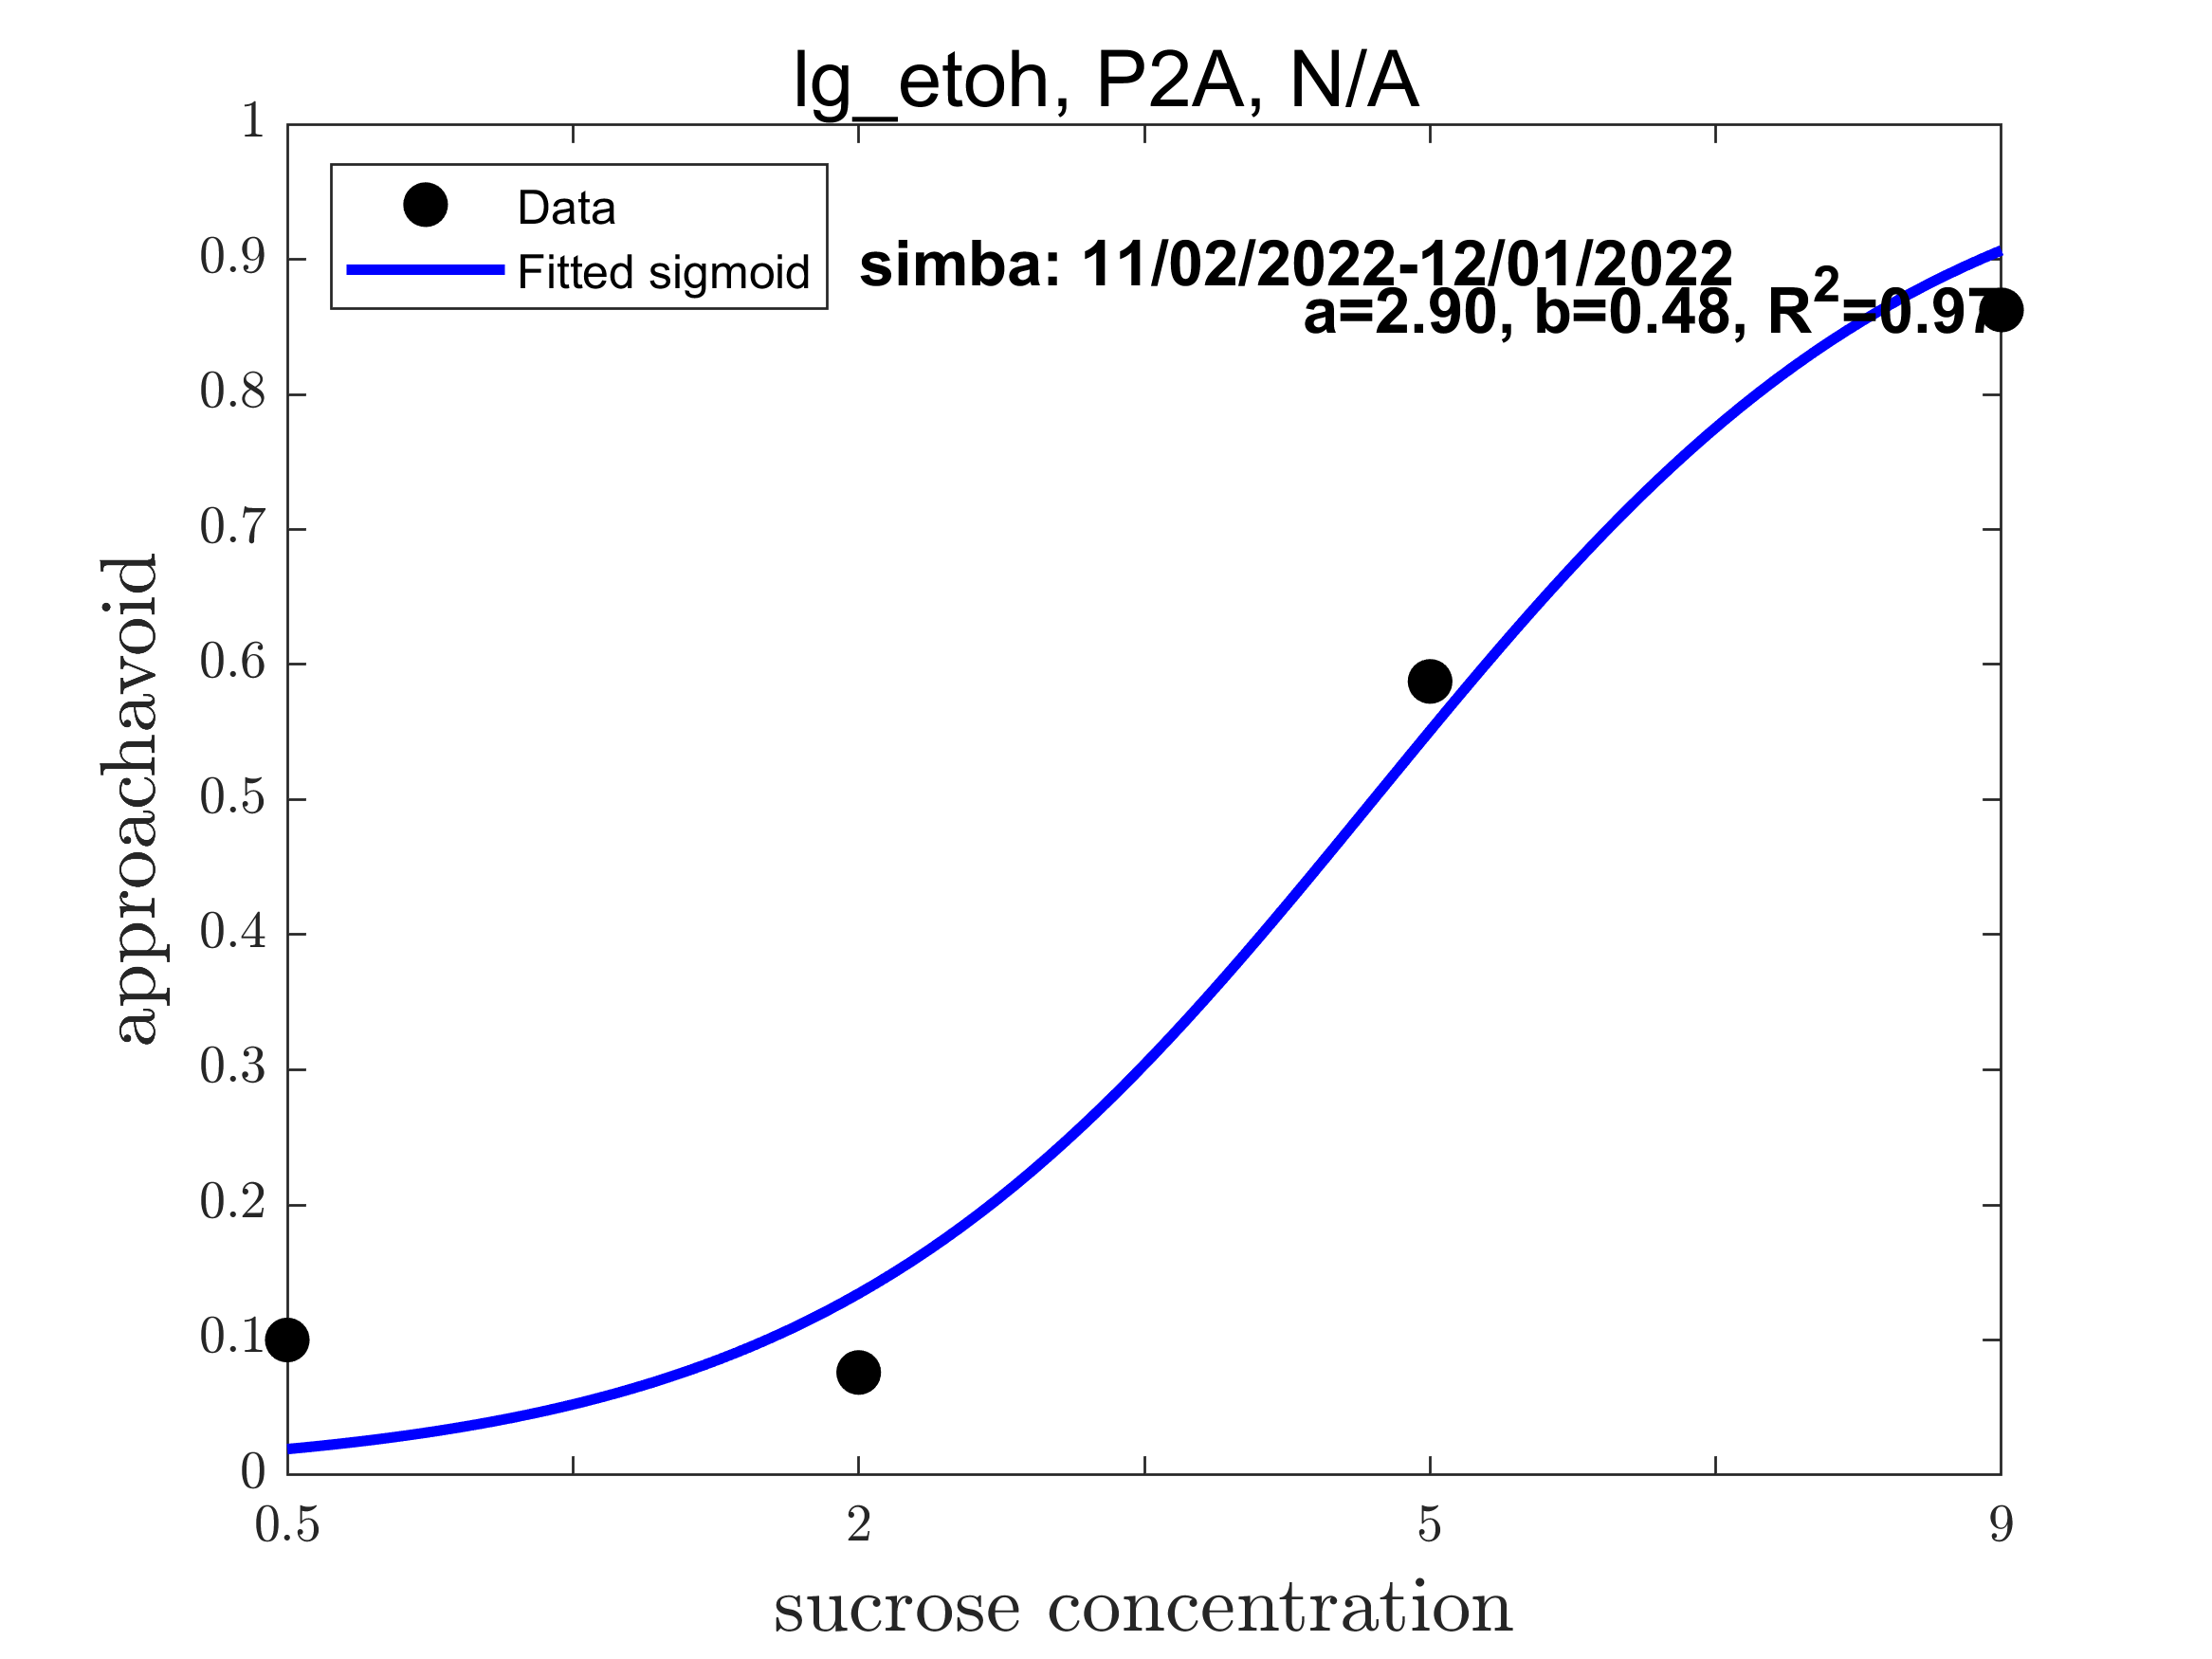 lg_etoh, P2A, N/A
1
0.9
0.8
0.7
0.6
0.5
0.4
0.3
0.2
0.1
0
Data
Fitted sigmoid
simba: 11/02/2022-12/01/2022
a=2.90, b=0.48, R²=0.97
approachavoid
0.5 2 5 9
sucrose concentration